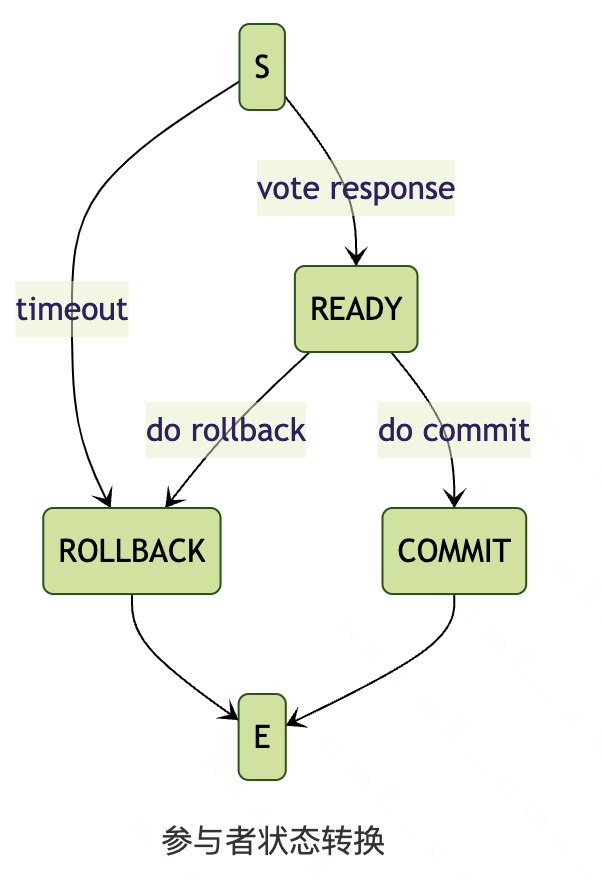 S
vote response
timeout
READY
do rollback
do commit
ROLLBACK
COMMIT
E
参与者状态转换